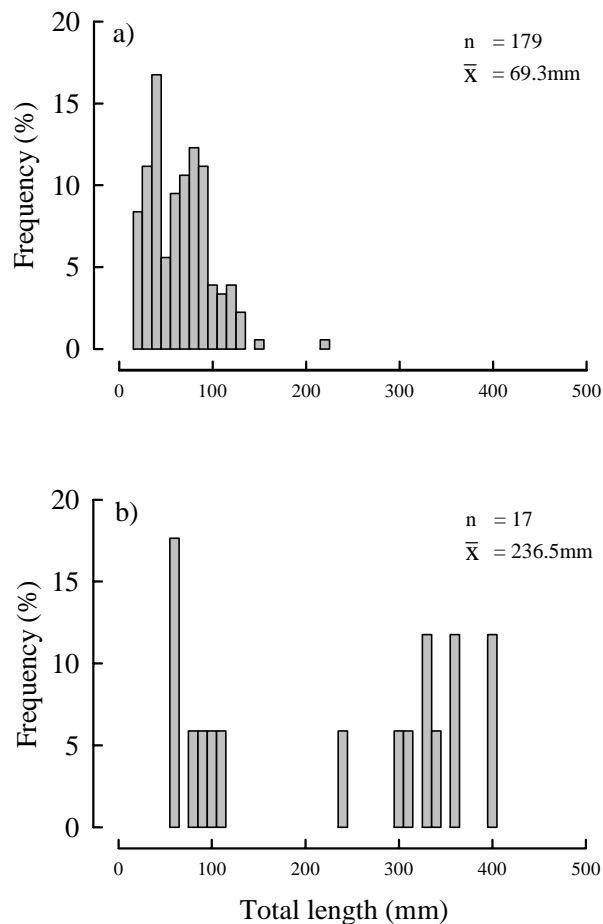 a)
n = 179
x̄ = 69.3mm
Frequency (%)
20
15
10
5
0
0 100 200 300 400 500
b)
n = 17
x̄ = 236.5mm
Frequency (%)
20
15
10
5
0
0 100 200 300 400 500
Total length (mm)